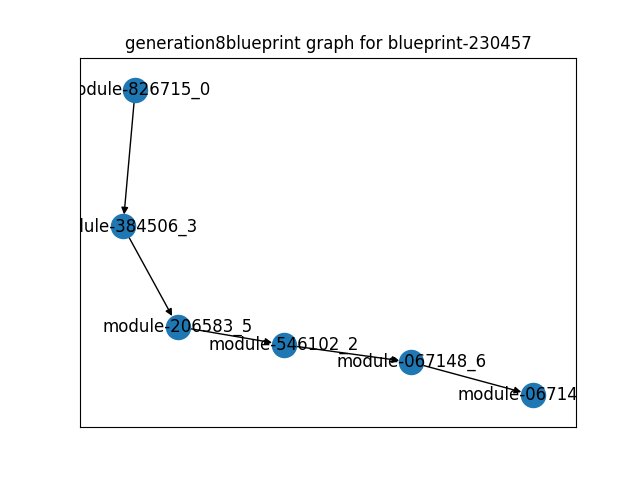 generation8blueprint graph for blueprint-230457
odule-826715_0
ule-384506_3
module-206583_5
module-546102_2
module-067148_6
module-06714